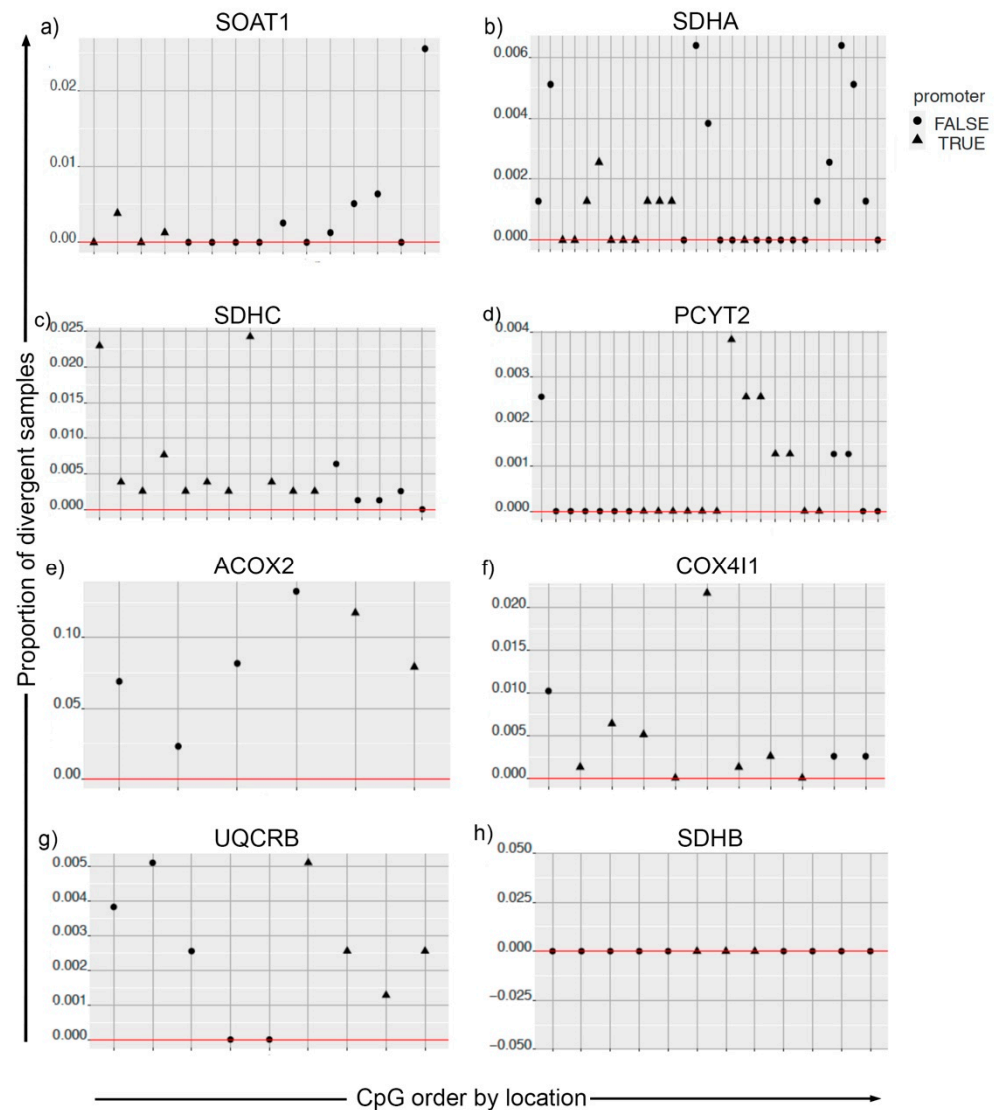 a) SOAT1
0.02
0.01
0.00
b) SDHA
0.006
0.004
0.002
0.000
promoter
FALSE
TRUE
c) SDHC
0.025
0.020
0.015
0.010
0.005
0.000
d) PCYT2
0.004
0.003
0.002
0.001
0.000
e) ACOX2
0.10
0.05
0.00
f) COX4I1
0.020
0.015
0.010
0.005
0.000
g) UQCRB
0.005
0.004
0.003
0.002
0.001
0.000
h) SDHB
0.050
0.025
0.000
−0.025
−0.050
Proportion of divergent samples
CpG order by location